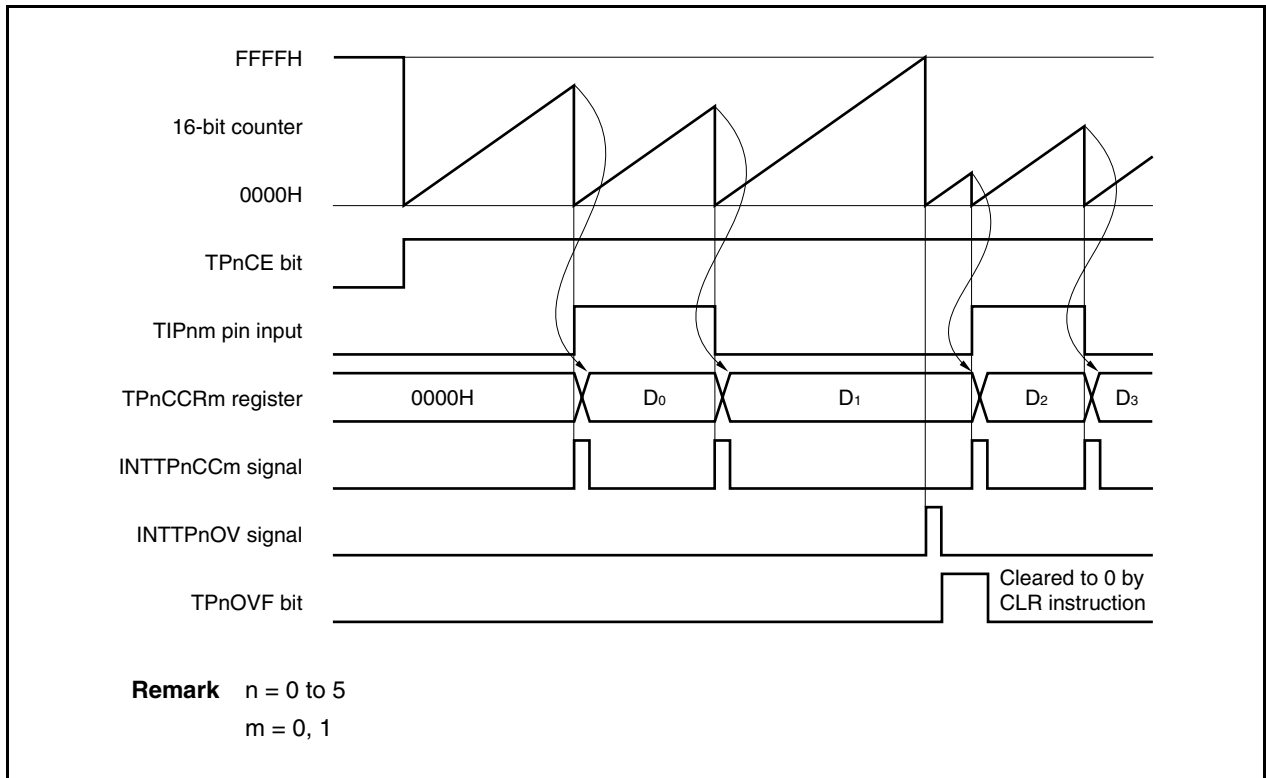 FFFFH
16-bit counter
0000H
TPnCE bit
TIPnm pin input
TPnCCRm register
0000H
D0
D1
D2
D3
INTTPnCCm signal
INTTPnOV signal
TPnOVF bit
Cleared to 0 by
CLR instruction
Remark n = 0 to 5
m = 0, 1